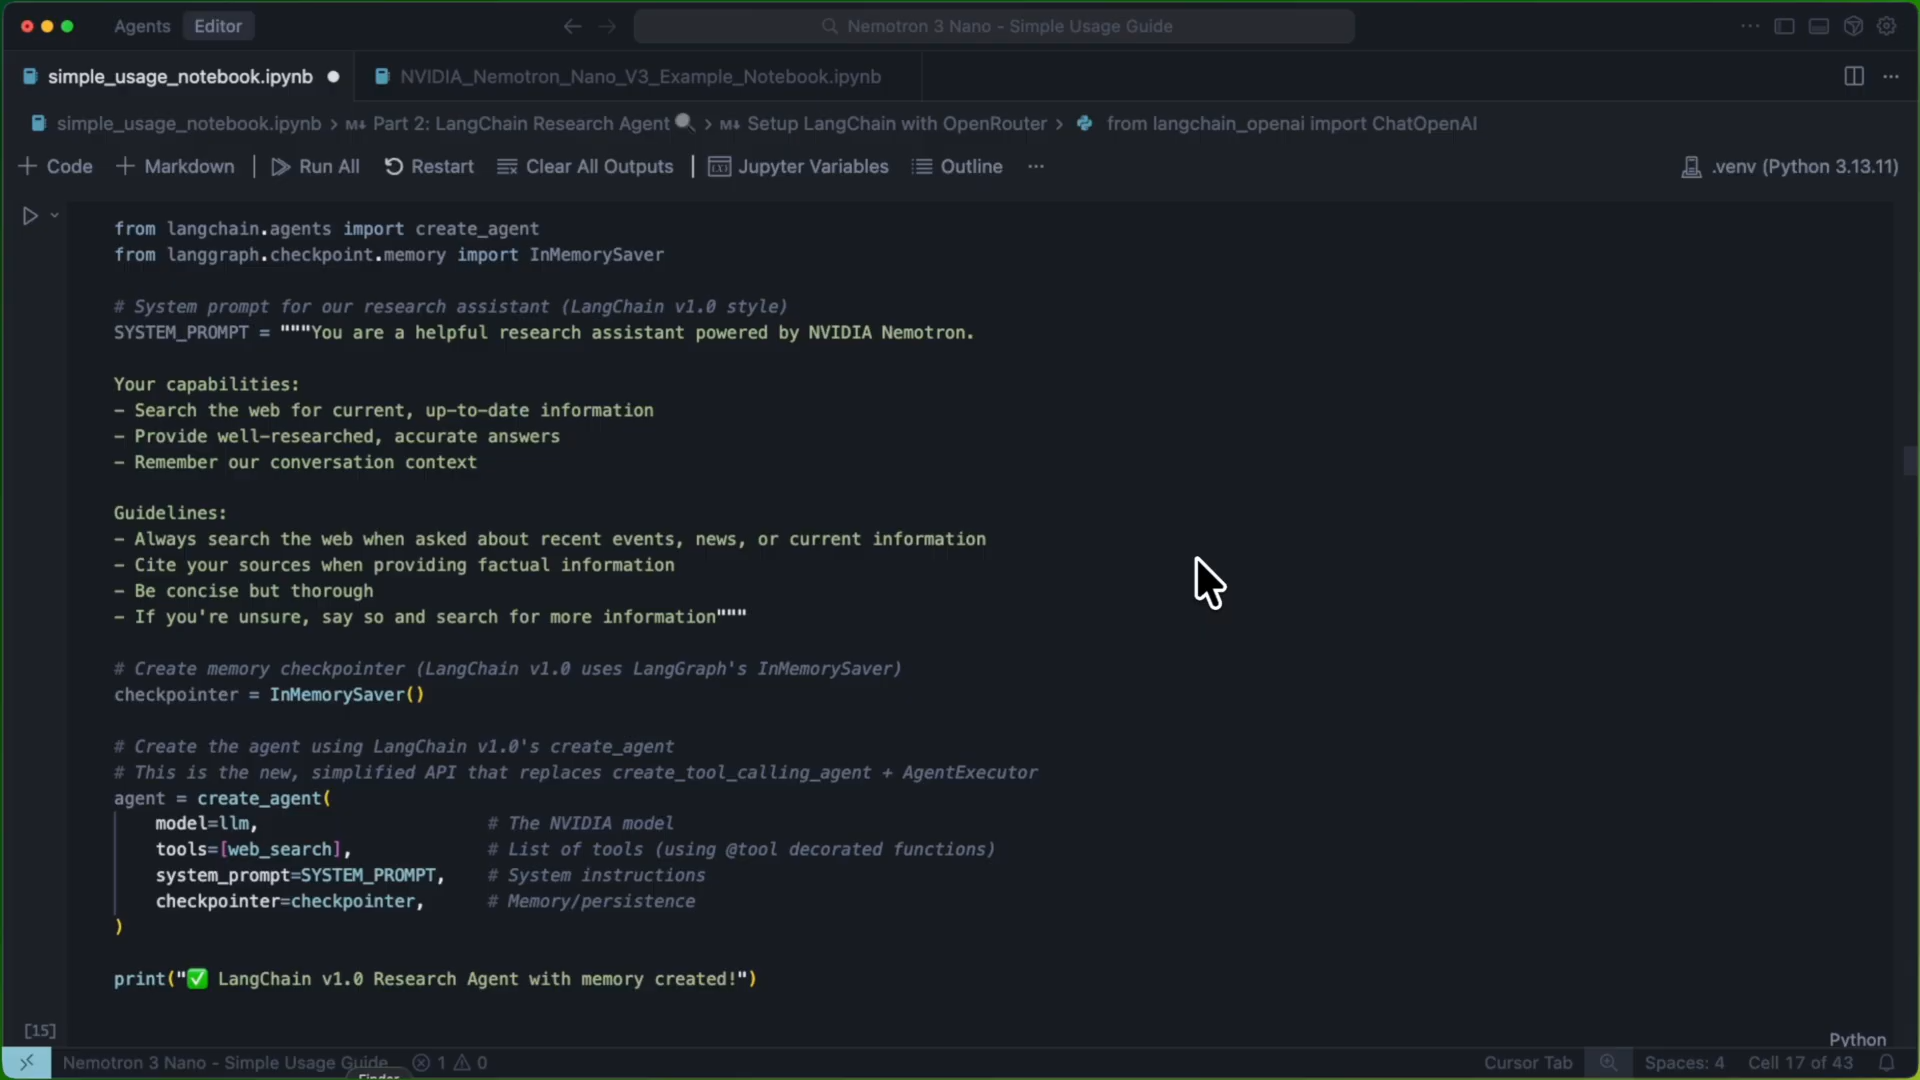 Agents Editor Nemotron 3 Nano - Simple Usage Guide ...
simple_usage_notebook.ipynb NVIDIA_Nemotron_Nano_V3_Example_Notebook.ipynb ...
simple_usage_notebook.ipynb > M↓ Part 2: LangChain Research Agent 🔍 > M↓ Setup LangChain with OpenRouter > from langchain_openai import ChatOpenAI
+ Code + Markdown | Run All Restart Clear All Outputs | Jupyter Variables Outline ... .venv (Python 3.13.11)
from langchain.agents import create_agent
from langgraph.checkpoint.memory import InMemorySaver
# System prompt for our research assistant (LangChain v1.0 style)
SYSTEM_PROMPT = """You are a helpful research assistant powered by NVIDIA Nemotron.
Your capabilities:
- Search the web for current, up-to-date information
- Provide well-researched, accurate answers
- Remember our conversation context
Guidelines:
- Always search the web when asked about recent events, news, or current information
- Cite your sources when providing factual information
- Be concise but thorough
- If you're unsure, say so and search for more information"""
# Create memory checkpointer (LangChain v1.0 uses LangGraph's InMemorySaver)
checkpointer = InMemorySaver()
# Create the agent using LangChain v1.0's create_agent
# This is the new, simplified API that replaces create_tool_calling_agent + AgentExecutor
agent = create_agent(
model=llm, # The NVIDIA model
tools=[web_search], # List of tools (using @tool decorated functions)
system_prompt=SYSTEM_PROMPT, # System instructions
checkpointer=checkpointer, # Memory/persistence
)
print("✅ LangChain v1.0 Research Agent with memory created!")
[15]
Python
Nemotron 3 Nano - Simple Usage Guide 1 0 Cursor Tab Spaces: 4 Cell 17 of 43
Finder